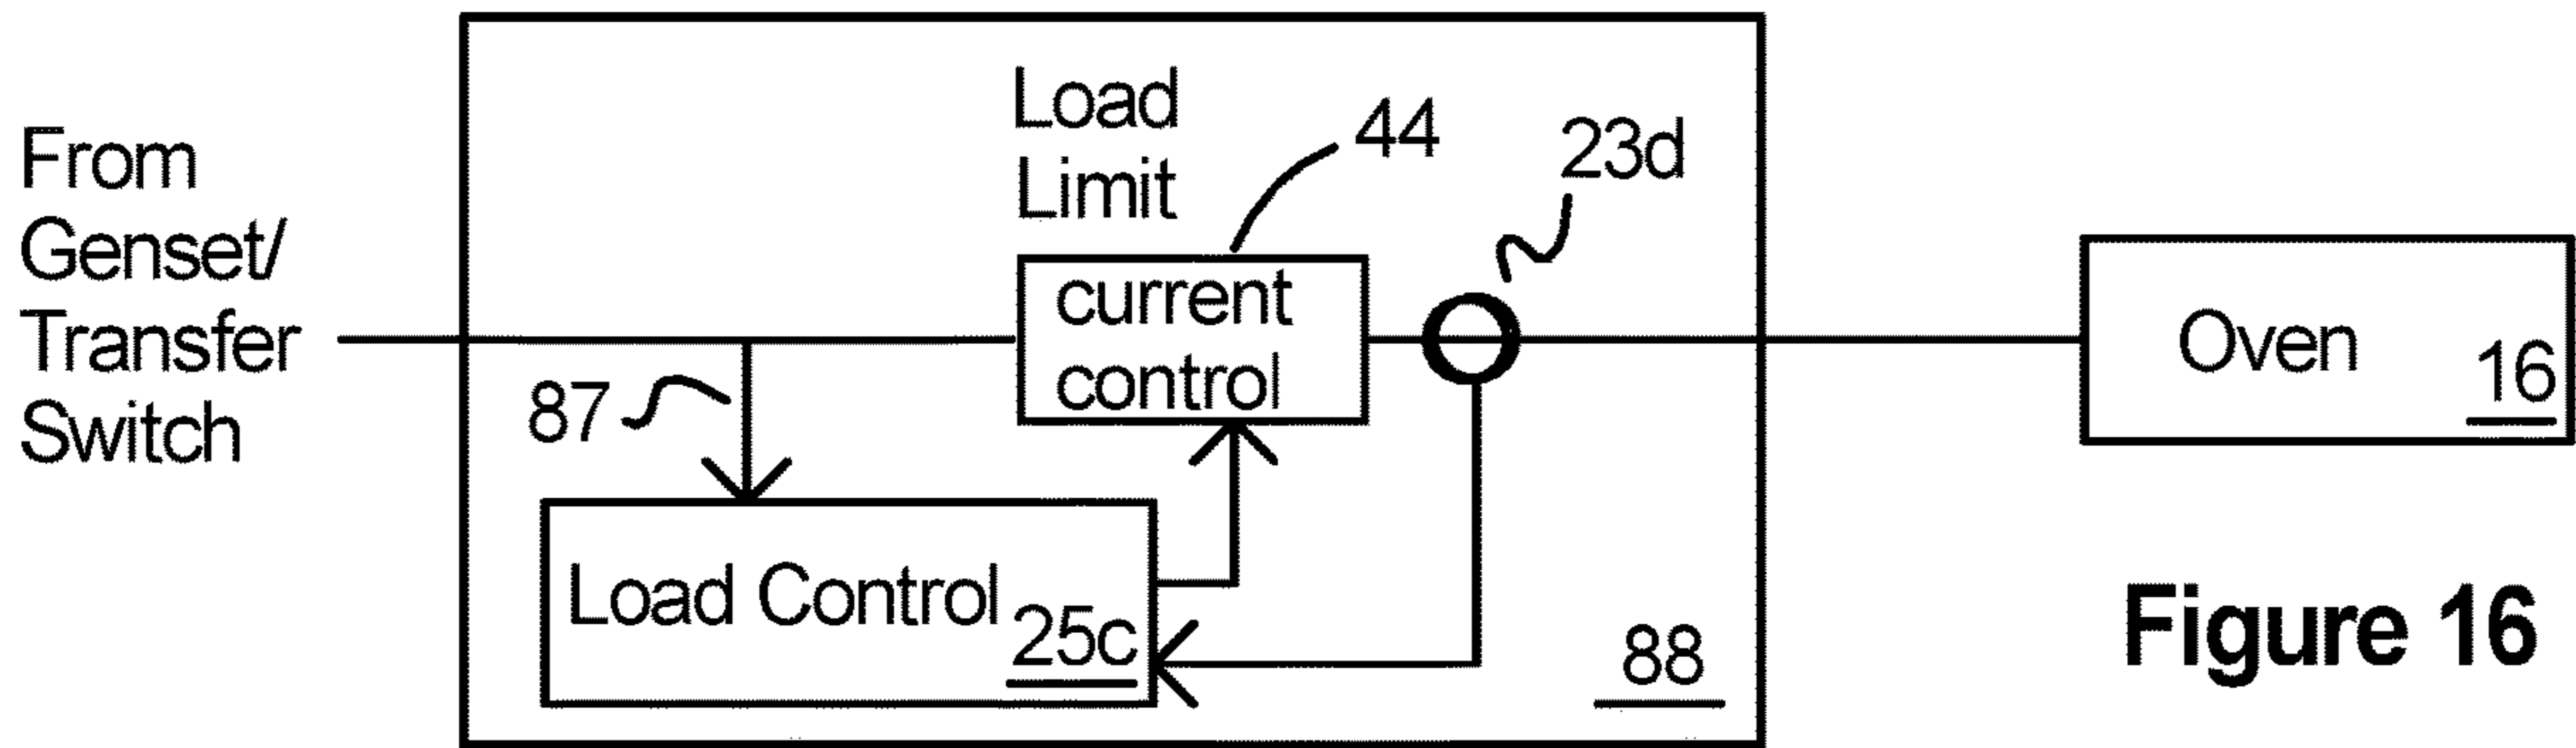 From
Genset/
Transfer
Switch
Load
Limit
44
23d
current
control
87
Load Control
25c
88
Oven
16
Figure 16